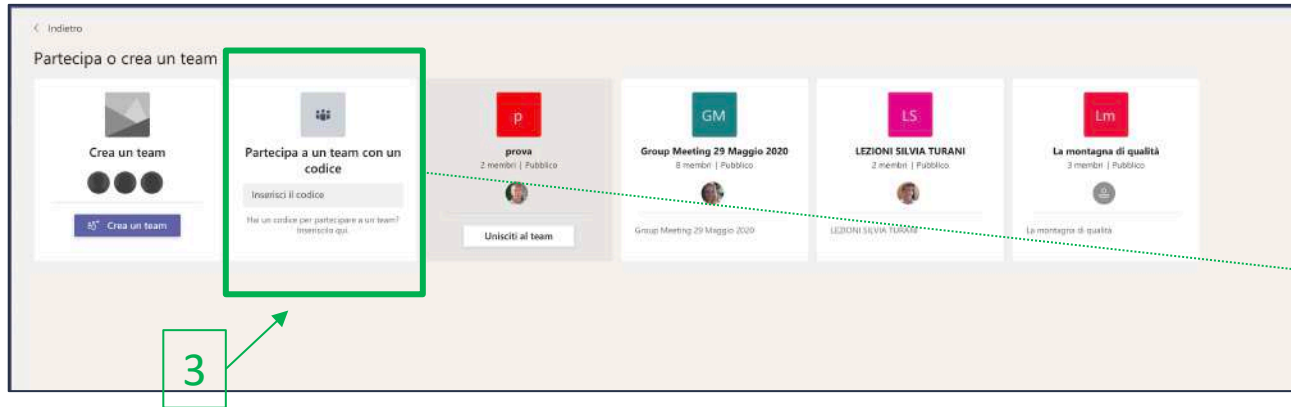 Indietro
Partecipa o crea un team
Crea un team
Crea un team
Partecipa a un team con un
codice
Inserisci il codice
Hai un codice per partecipare a un team?
Inseriscilo qui.
p
prova
2 membri | Pubblico
Unisciti al team
GM
Group Meeting 29 Maggio 2020
8 membri | Pubblico
Group Meeting 29 Maggio 2020
LS
LEZIONI SILVIA TURANI
2 membri | Pubblico
LEZIONI SILVIA TURANI
Lm
La montagna di qualità
3 membri | Pubblico
La montagna di qualità
3